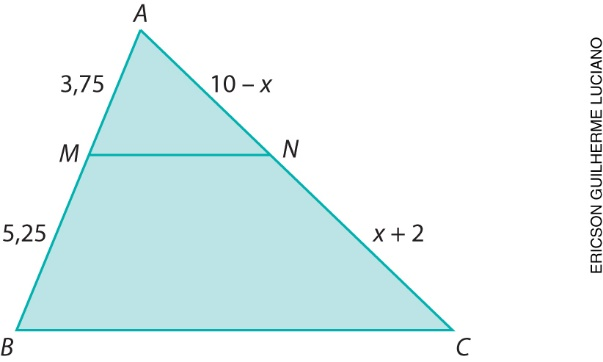 A
3,75
10 – x
M
N
5,25
x + 2
B
C
ERICSON GUILHERME LUCIANO